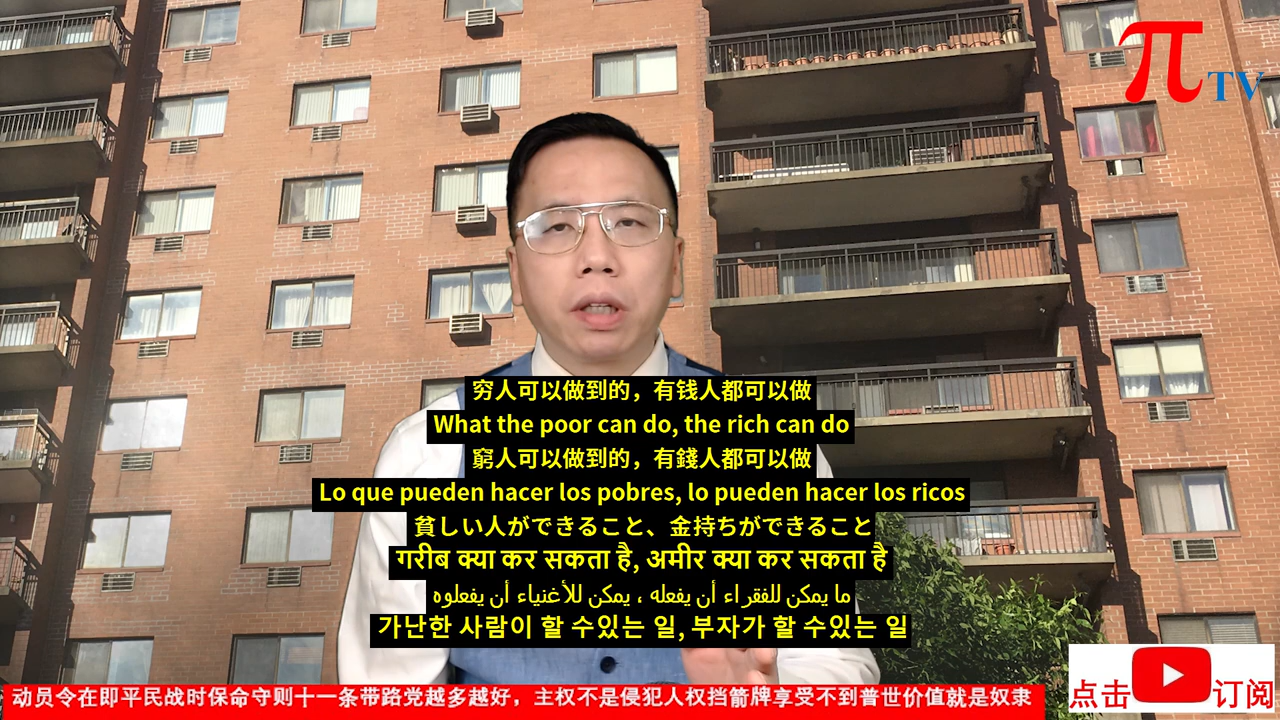 π TV
穷人可以做到的，有钱人都可以做
What the poor can do, the rich can do
窮人可以做到的，有錢人都可以做
Lo que pueden hacer los pobres, lo pueden hacer los ricos
貧しい人ができること、金持ちができること
गरीब क्या कर सकता है, अमीर क्या कर सकता है
ما يمكن للفقراء أن يفعله ، يمكن للأغنياء أن يفعلوه
가난한 사람이 할 수있는 일, 부자가 할 수있는 일
动员令在即平民战时保命守则十一条带路党越多越好，主权不是侵犯人权挡箭牌享受不到普世价值就是奴隶
点击 订阅